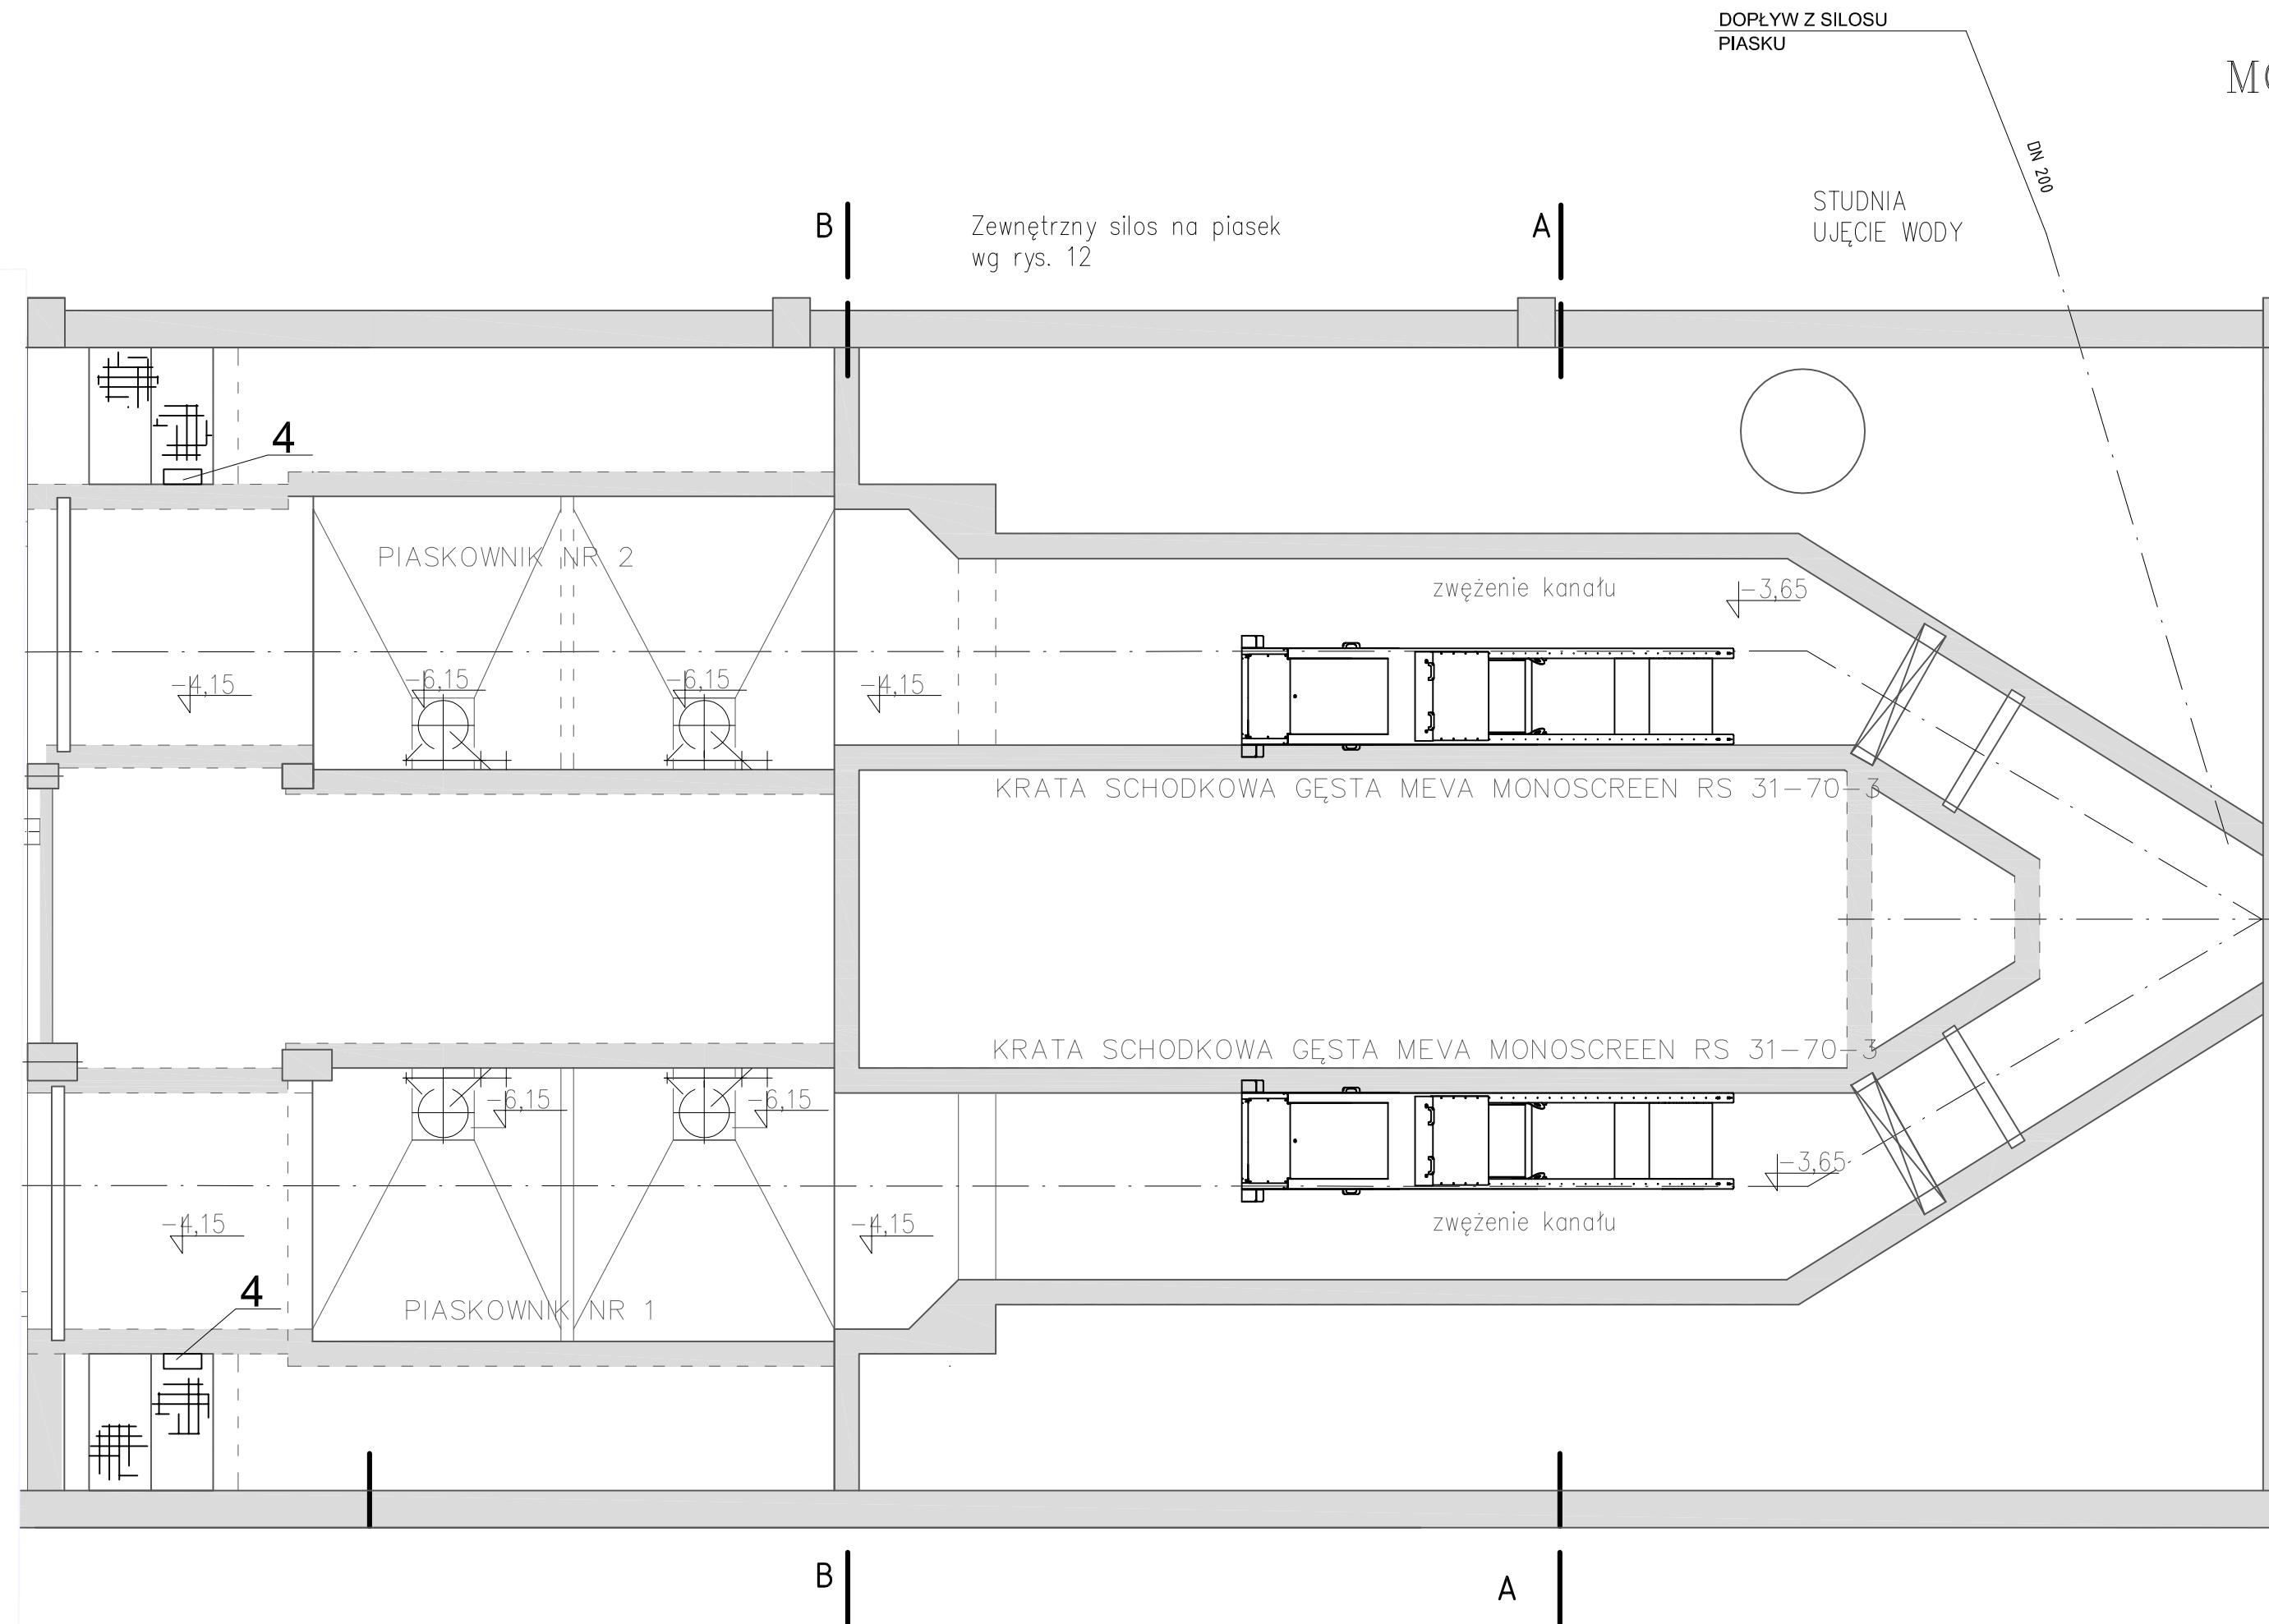 DOPŁYW Z SILOSU
PIASKU
DN 200
B
Zewnętrzny silos na piasek
wg rys. 12
A
STUDNIA
UJĘCIE WODY
4
PIASKOWNIK NR 2
zwężenie kanału
-3,65
-4,15
-6,15
-6,15
-4,15
KRATA SCHODKOWA GĘSTA MEVA MONOSCREEN RS 31-70-3
KRATA SCHODKOWA GĘSTA MEVA MONOSCREEN RS 31-70-3
-6,15
-6,15
-3,65
-4,15
-4,15
zwężenie kanału
4
PIASKOWNIK NR 1
B
A